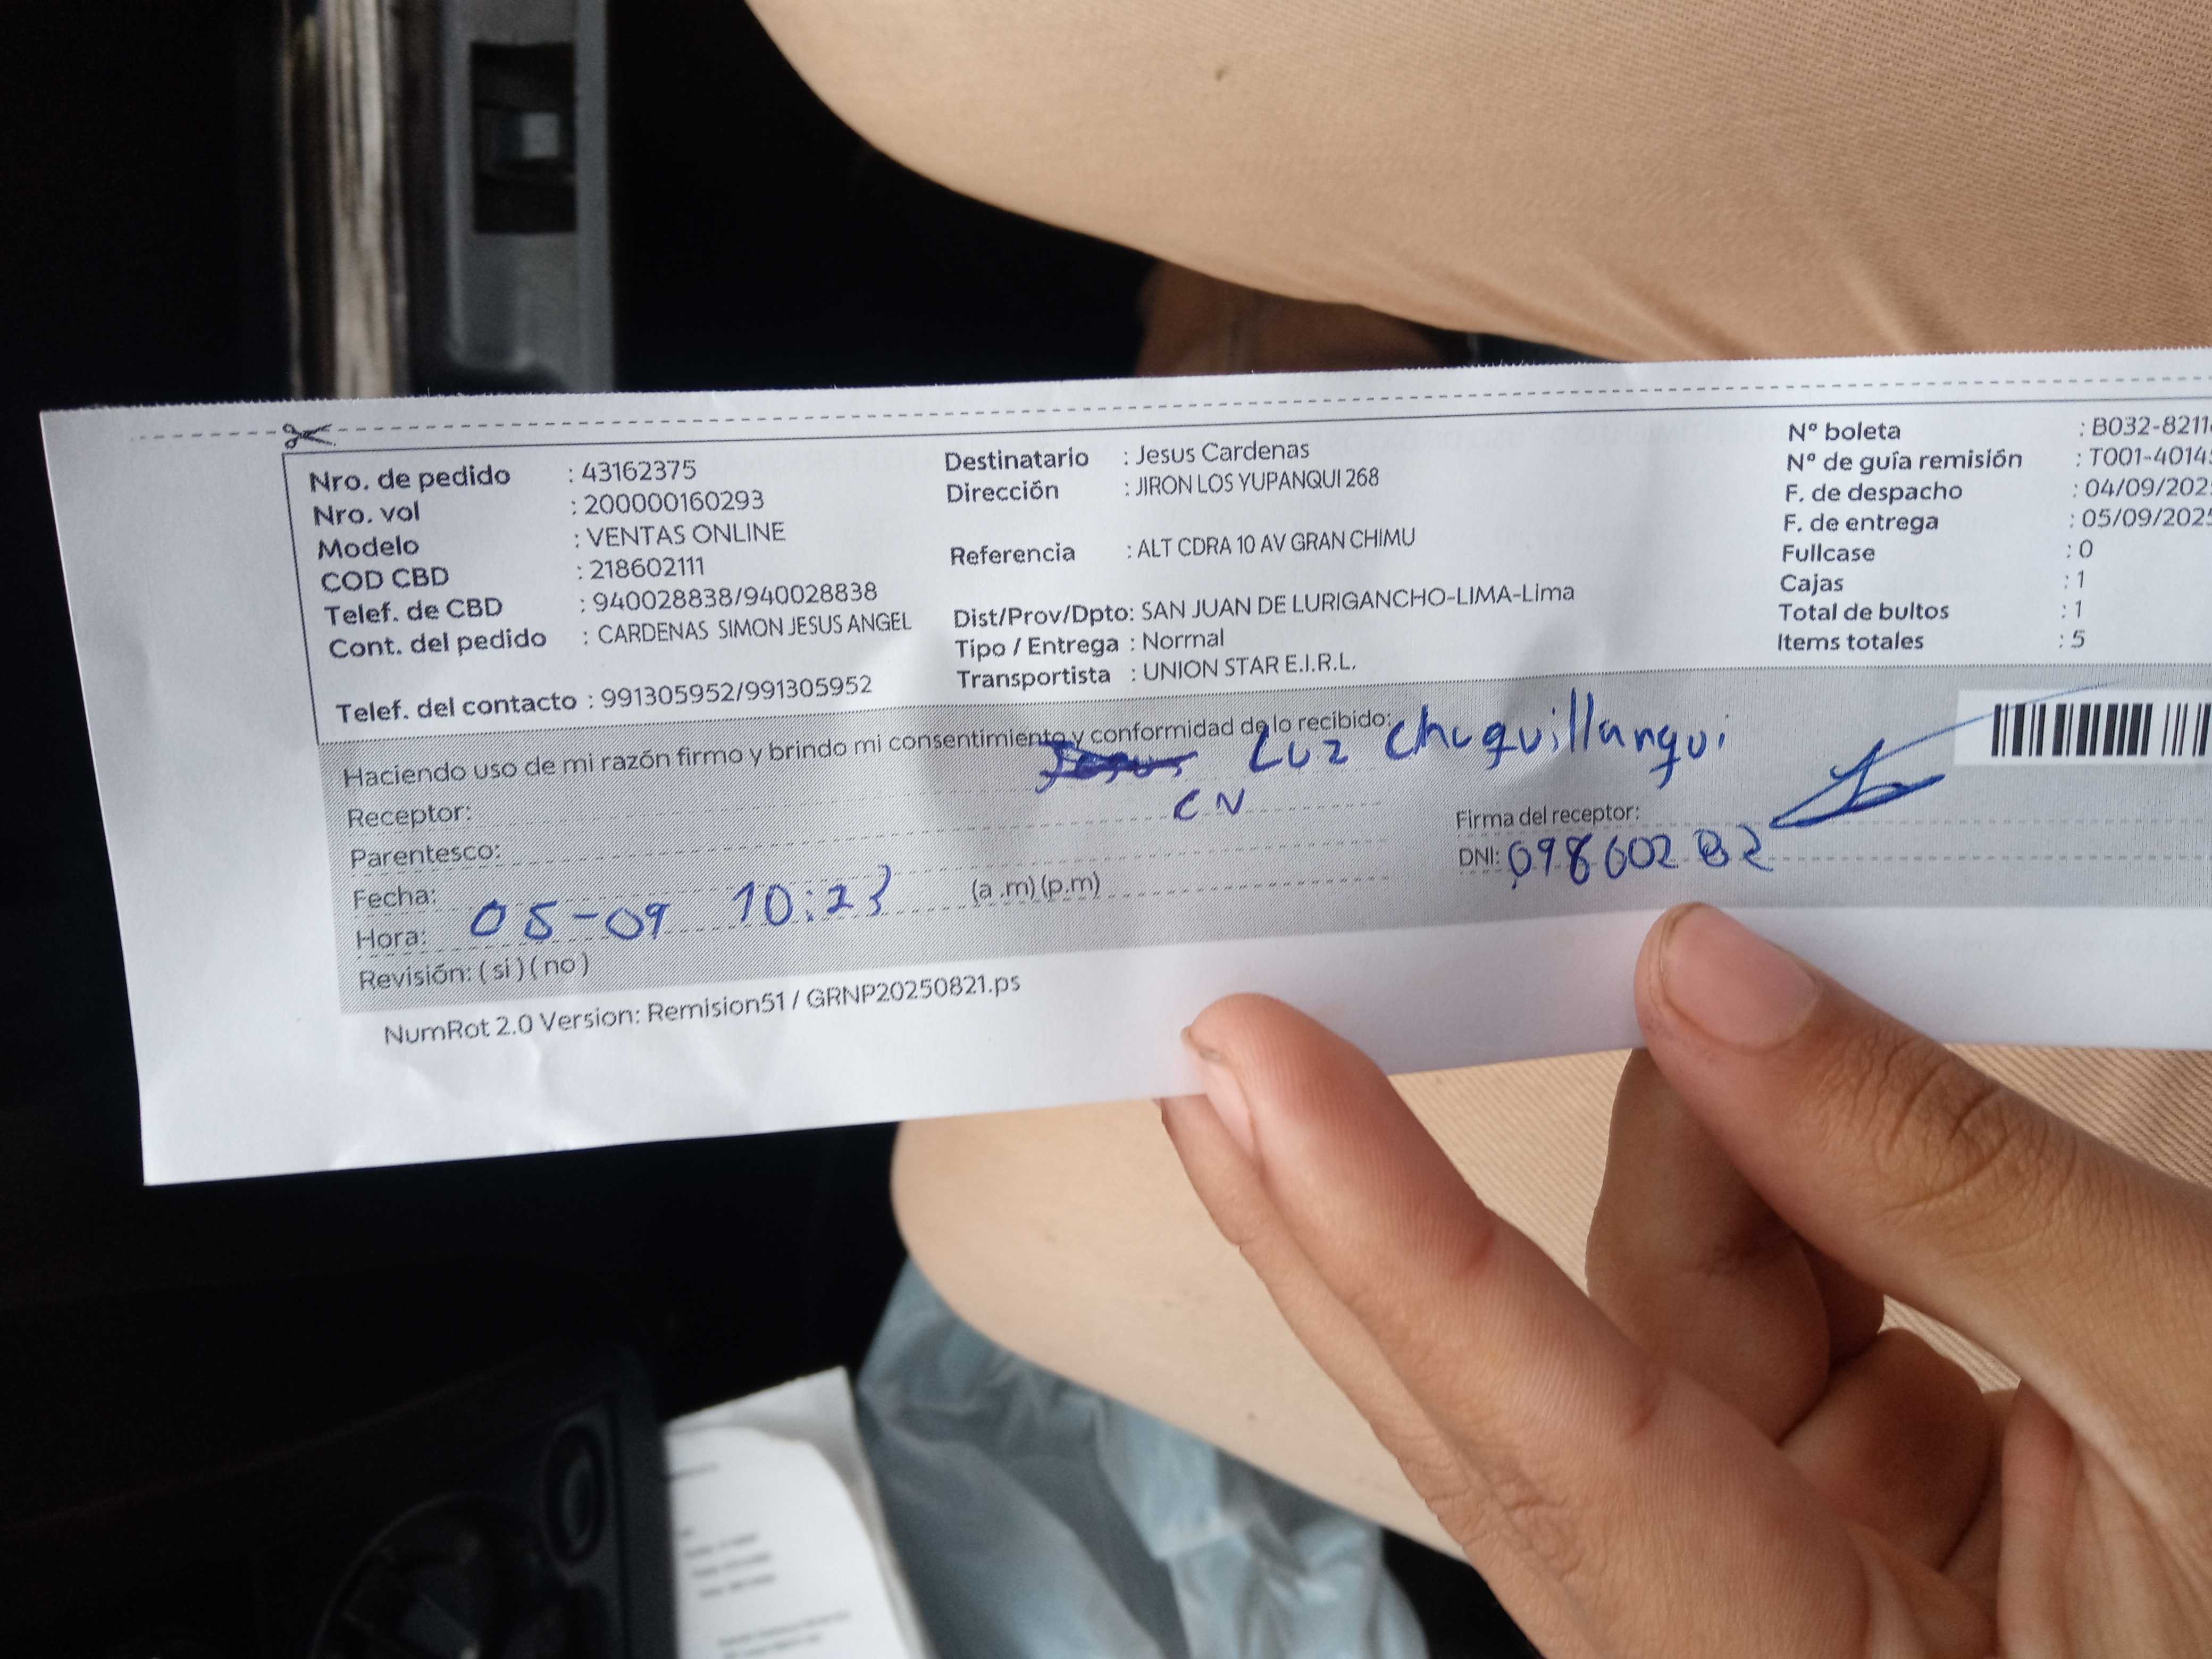 Nro. de pedido : 43162375
Nro. vol : 200000160293
Modelo : VENTAS ONLINE
COD CBD : 218602111
Telef. de CBD : 940028838/940028838
Cont. del pedido : CARDENAS SIMON JESUS ANGEL
Telef. del contacto : 991305952/991305952
Destinatario : Jesus Cardenas
Dirección : JIRON LOS YUPANQUI 268
Referencia : ALT CDRA 10 AV GRAN CHIMU
Dist/Prov/Dpto: SAN JUAN DE LURIGANCHO-LIMA-Lima
Tipo / Entrega : Normal
Transportista : UNION STAR E.I.R.L.
Nº boleta : B032-8211
Nº de guía remisión : T001-4014
F. de despacho : 04/09/202
F. de entrega : 05/09/202
Fullcase : 0
Cajas : 1
Total de bultos : 1
Items totales : 5
Haciendo uso de mi razón firmo y brindo mi consentimiento y conformidad de lo recibido:
Receptor: Jesus Luz Chuquillanqui
Parentesco: CN
Fecha:
Hora: 05-09 10:23 (a .m) (p.m)
Revisión: ( si ) ( no )
Firma del receptor:
DNI: 09860282
NumRot 2.0 Version: Remision51 / GRNP20250821.ps